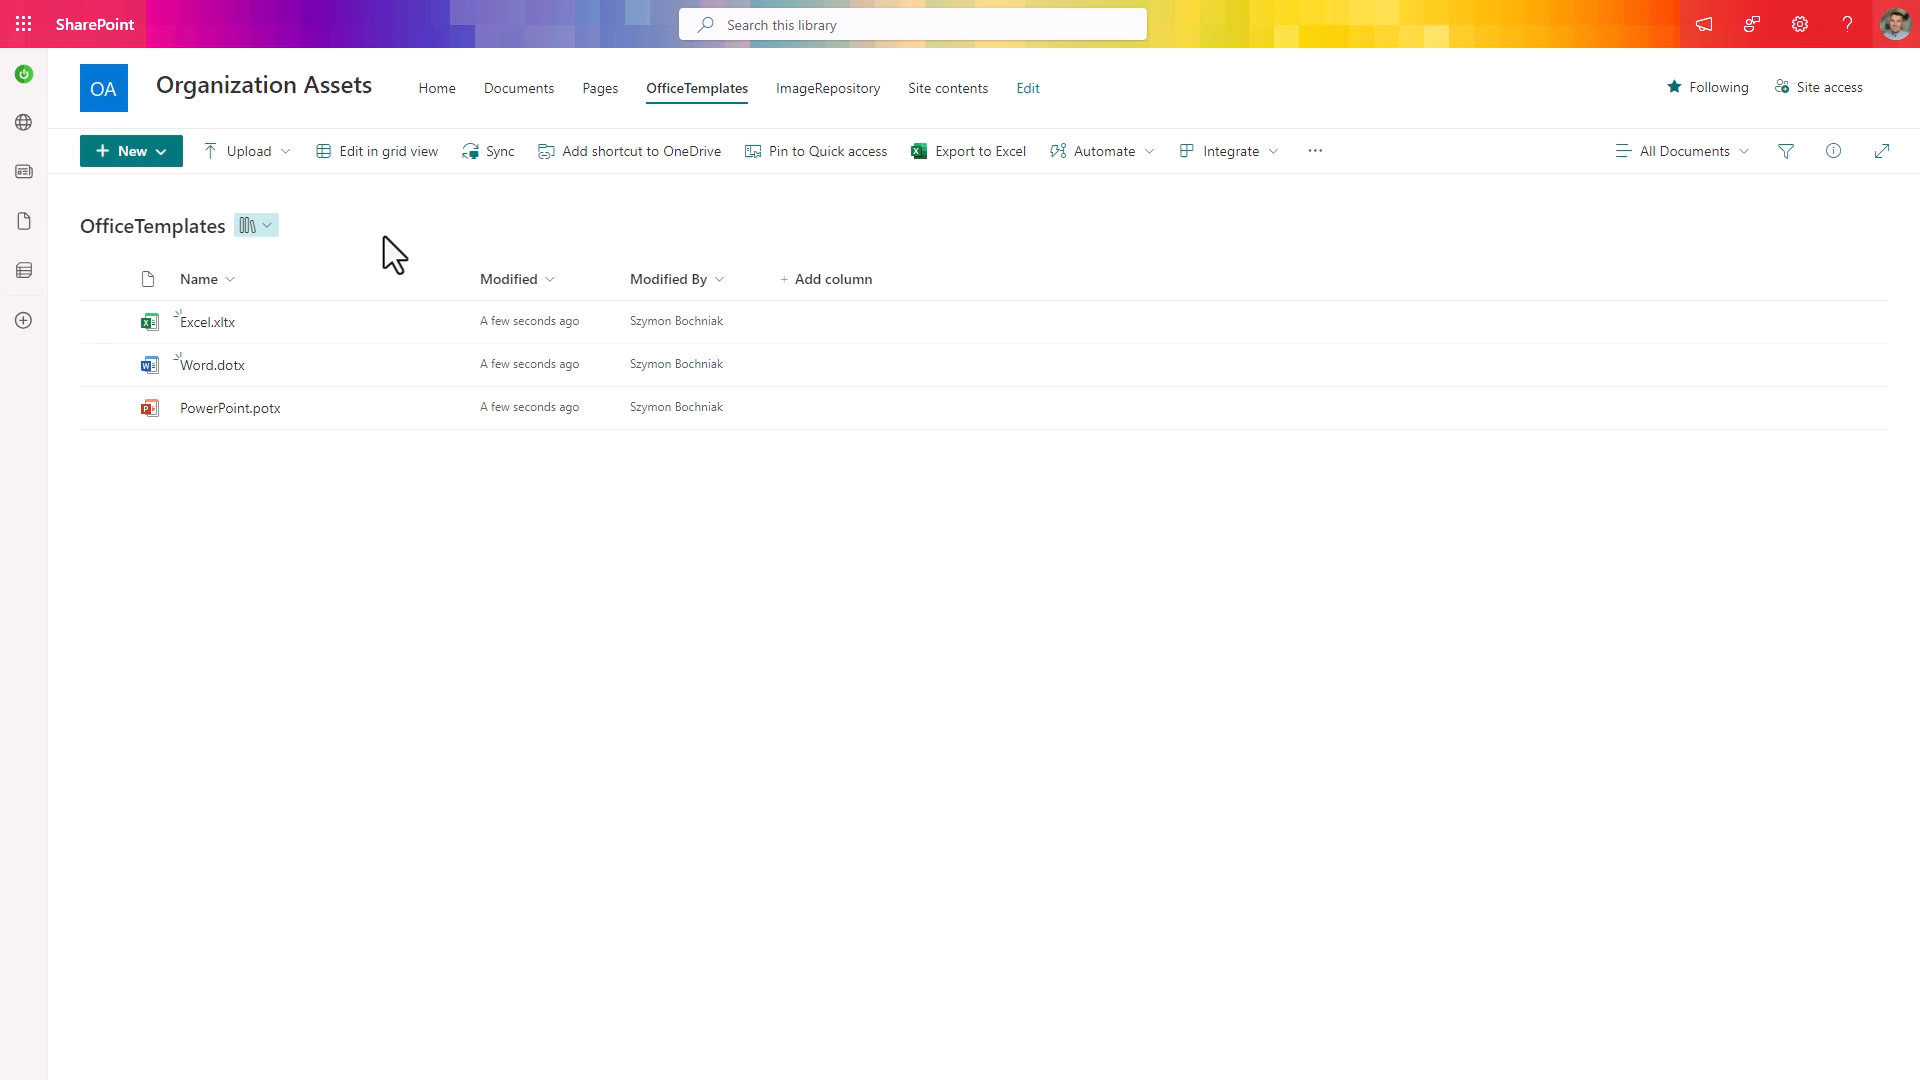 SharePoint
Search this library
OA
Organization Assets
Home Documents Pages OfficeTemplates ImageRepository Site contents Edit
Following Site access
New Upload Edit in grid view Sync Add shortcut to OneDrive Pin to Quick access Export to Excel Automate Integrate ... All Documents
OfficeTemplates
Name Modified Modified By + Add column
Excel.xltx A few seconds ago Szymon Bochniak
Word.dotx A few seconds ago Szymon Bochniak
PowerPoint.potx A few seconds ago Szymon Bochniak